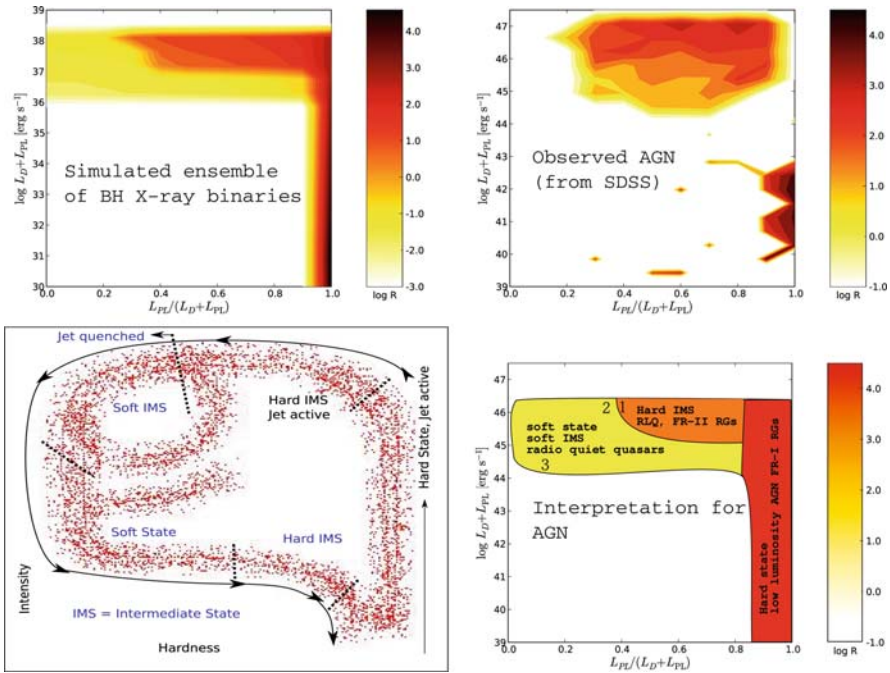 39
38
37
36
35
34
33
32
31
30
log L_D+L_PL [erg s⁻¹]
Simulated ensemble
of BH X-ray binaries
0.0 0.2 0.4 0.6 0.8 1.0
L_PL/(L_D+L_PL)
4.0
3.0
2.0
1.0
0.0
-1.0
-2.0
-3.0
log R
47
46
45
44
43
42
41
40
39
log L_D+L_PL [erg s⁻¹]
Observed AGN
(from SDSS)
0.0 0.2 0.4 0.6 0.8 1.0
L_PL/(L_D+L_PL)
4.0
3.0
2.0
1.0
0.0
-1.0
log R
Jet quenched
Soft IMS
Hard IMS
Jet active
Hard State, Jet active
Soft State
Hard IMS
Intensity
IMS = Intermediate State
Hardness
47
46
45
44
43
42
41
40
39
log L_D+L_PL [erg s⁻¹]
2 1
Hard IMS
RLQ, FR-II RGs
soft state
soft IMS
radio quiet quasars
3
Interpretation for
AGN
Hard state
low luminosity AGN FR-I RGs
0.0 0.2 0.4 0.6 0.8 1.0
L_PL/(L_D+L_PL)
4.0
3.0
2.0
1.0
0.0
-1.0
log R